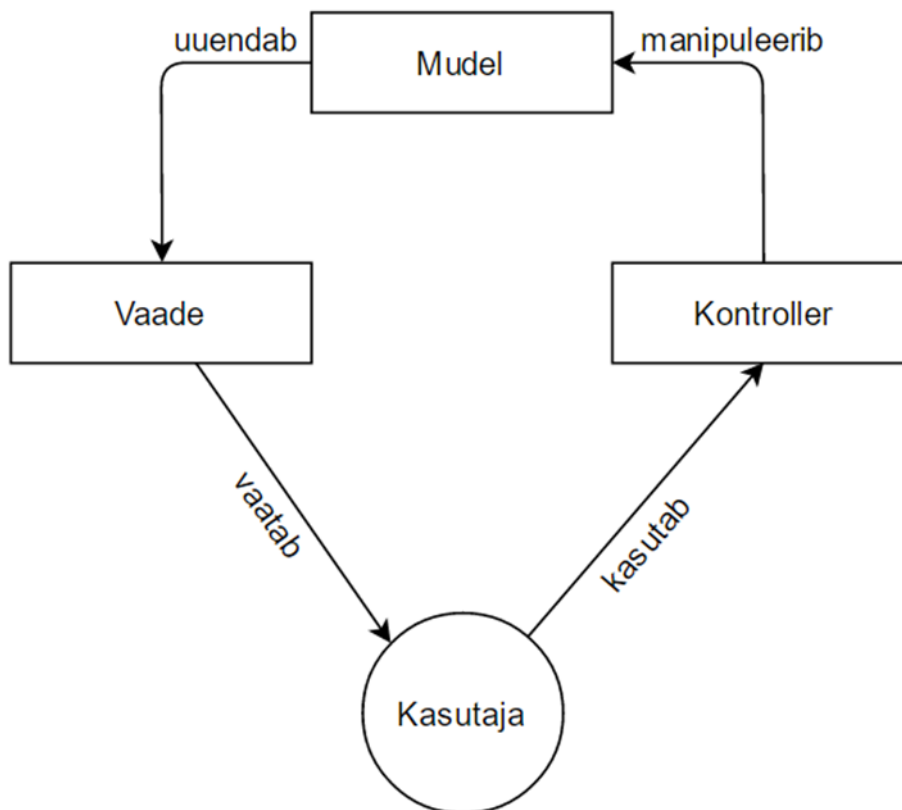 uuendab
Mudel
manipuleerib
Vaade
Kontroller
vaatab
kasutab
Kasutaja